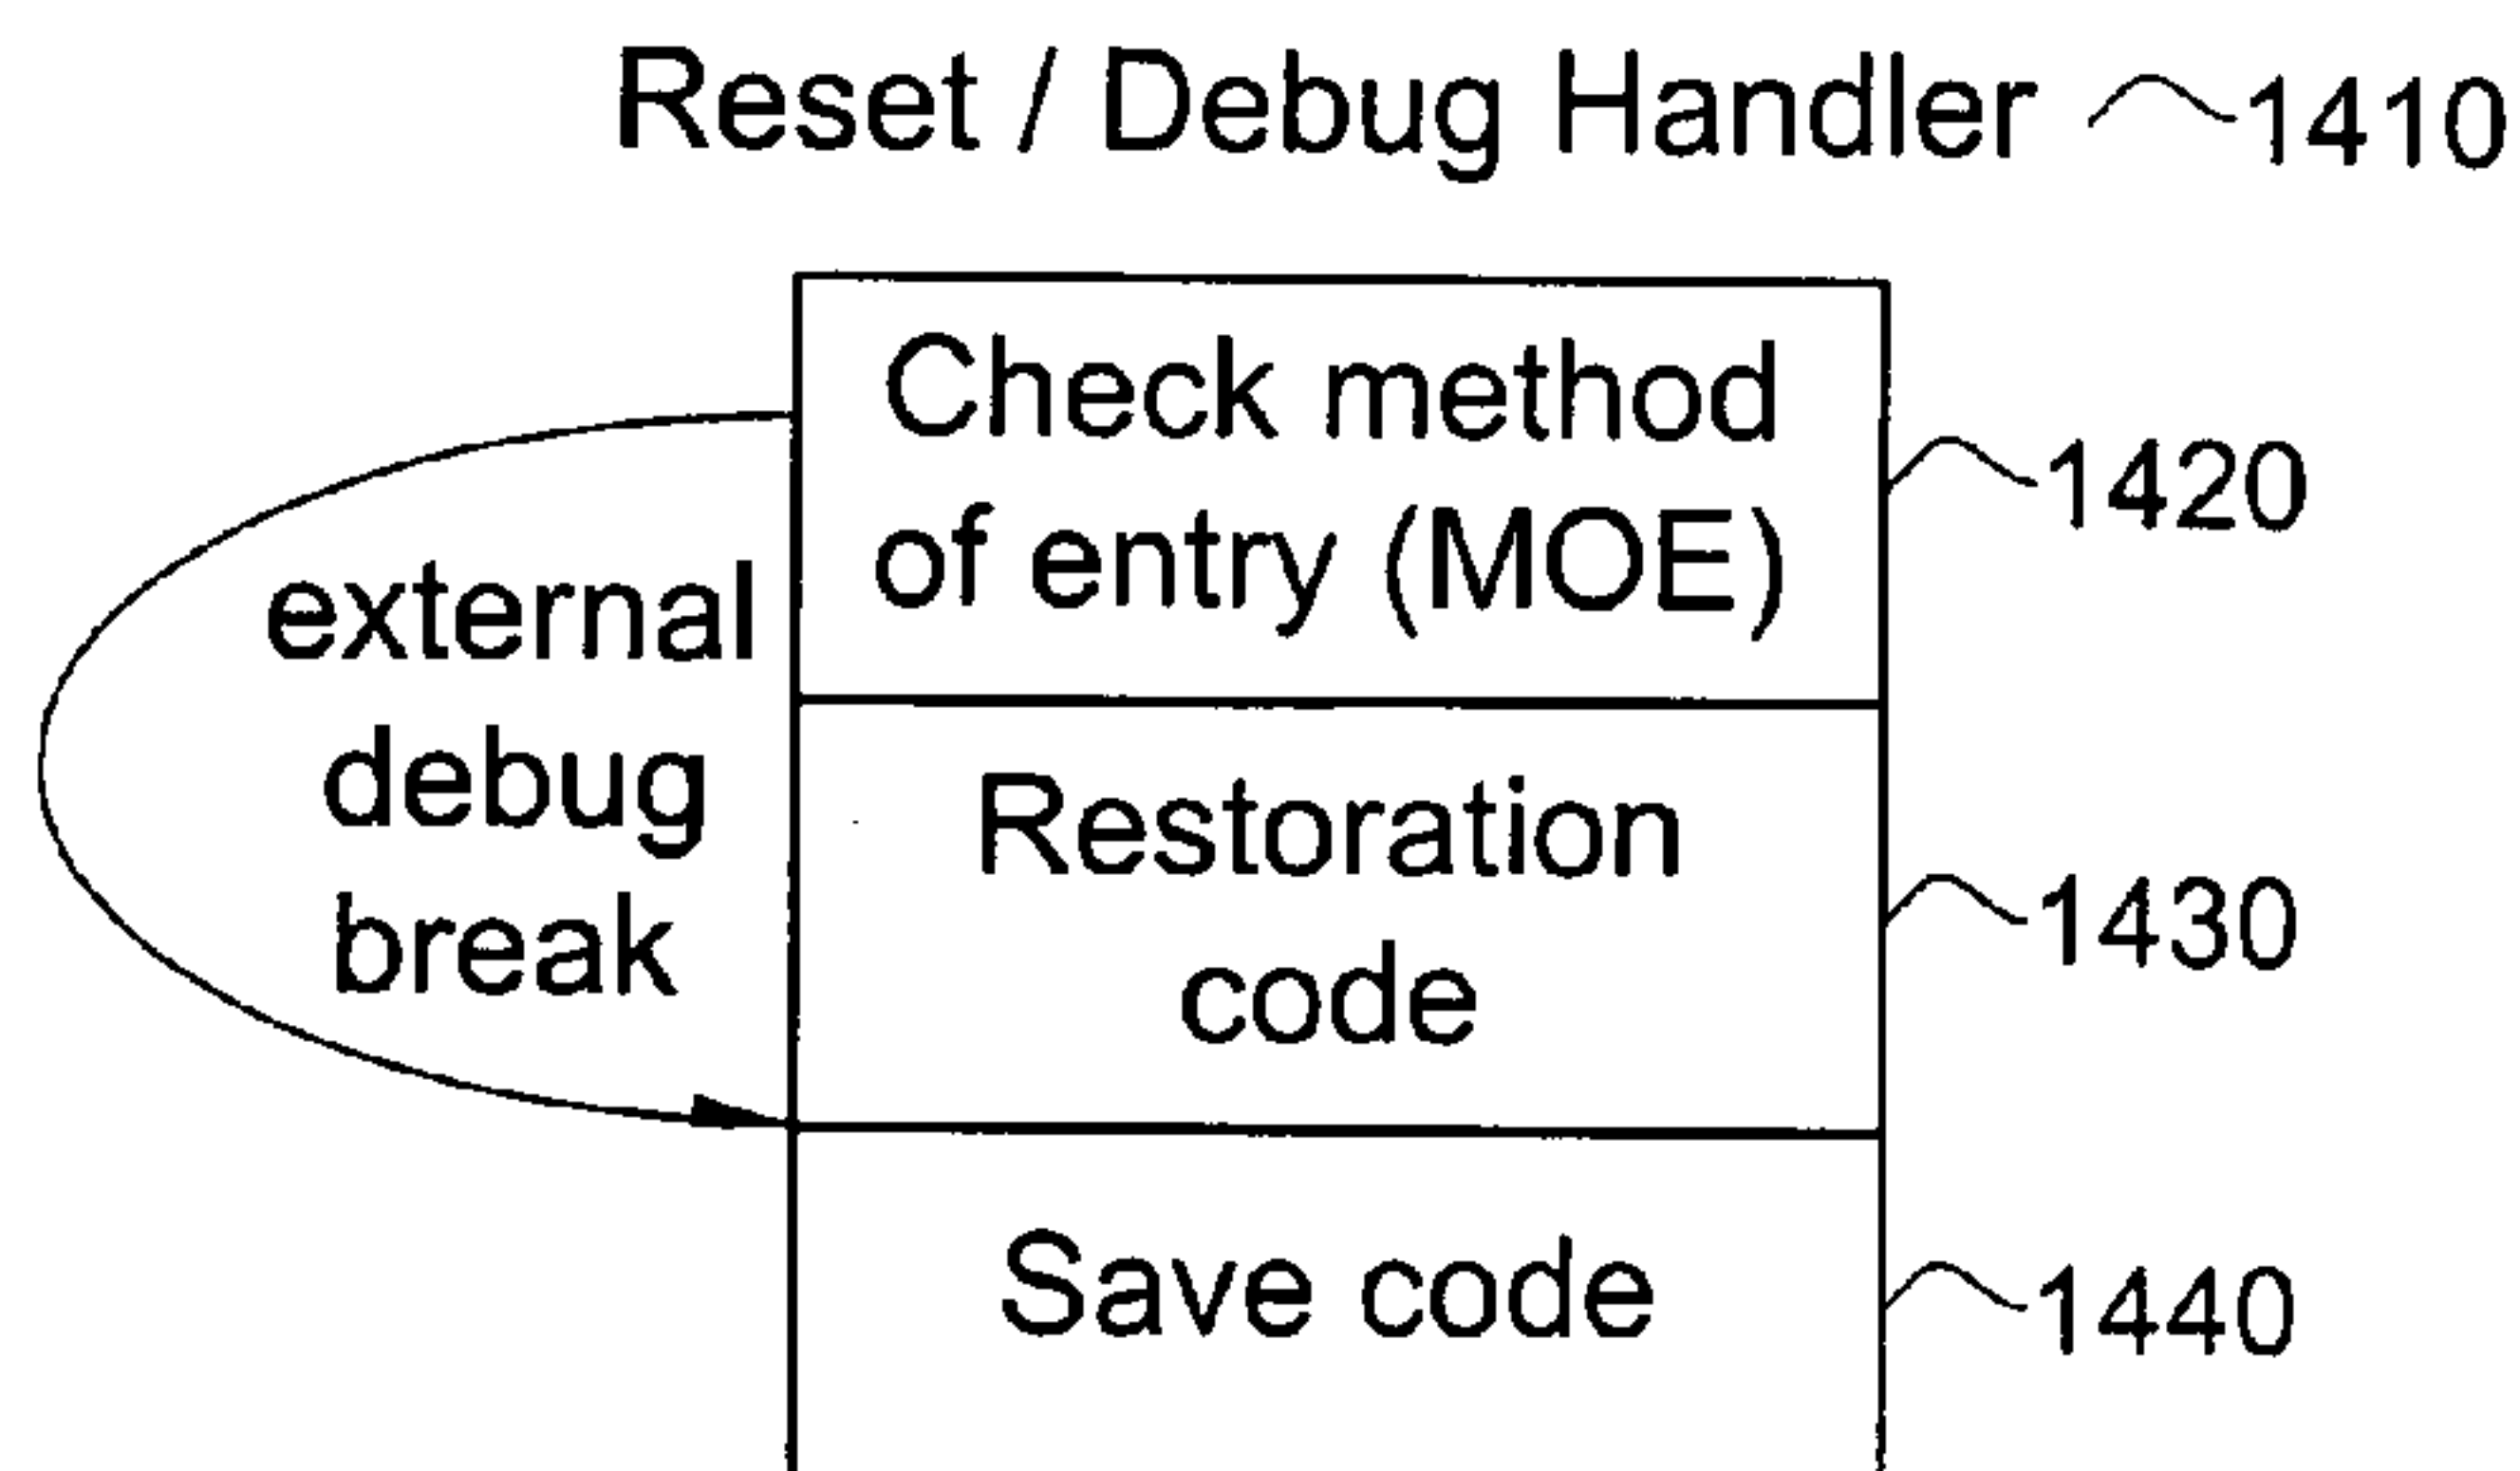 Reset / Debug Handler 1410
Check method
of entry (MOE)
1420
external
debug
break
Restoration
code
1430
Save code
1440